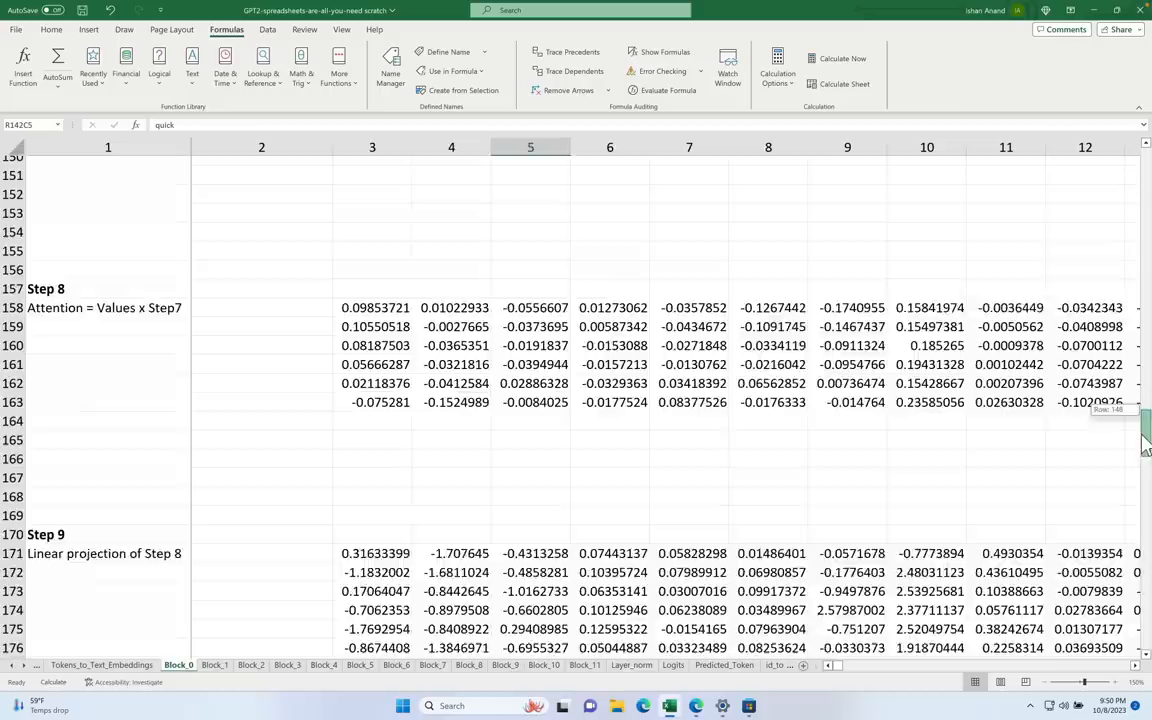 AutoSave Off GPT2-spreadsheets-are-all-you-need scratch Search Ishan Anand IA
File Home Insert Draw Page Layout Formulas Data Review View Help Comments Share
Insert Function AutoSum Recently Used Financial Logical Text Date & Time Lookup & Reference Math & Trig More Functions
Function Library
Name Manager Define Name Use in Formula Create from Selection
Defined Names
Trace Precedents Trace Dependents Remove Arrows Show Formulas Error Checking Evaluate Formula Watch Window
Formula Auditing
Calculation Options Calculate Now Calculate Sheet
Calculation
R142C5 fx quick
1 2 3 4 5 6 7 8 9 10 11 12
150
151
152
153
154
155
156
157 Step 8
158 Attention = Values x Step7 0.09853721 0.01022933 -0.0556607 0.01273062 -0.0357852 -0.1267442 -0.1740955 0.15841974 -0.0036449 -0.0342343
159 0.10550518 -0.0027665 -0.0373695 0.00587342 -0.0434672 -0.1091745 -0.1467437 0.15497381 -0.0050562 -0.0408998
160 0.08187503 -0.0365351 -0.0191837 -0.0153088 -0.0271848 -0.0334119 -0.0911324 0.185265 -0.0009378 -0.0700112
161 0.05666287 -0.0321816 -0.0394944 -0.0157213 -0.0130762 -0.0216042 -0.0954766 0.19431328 0.00102442 -0.0704222
162 0.02118376 -0.0412584 0.02886328 -0.0329363 0.03418392 0.06562852 0.00736474 0.15428667 0.00207396 -0.0743987
163 -0.075281 -0.1524989 -0.0084025 -0.0177524 0.08377526 -0.0176333 -0.014764 0.23585056 0.02630328 -0.1020926
Row: 148
164
165
166
167
168
169
170 Step 9
171 Linear projection of Step 8 0.31633399 -1.707645 -0.4313258 0.07443137 0.05828298 0.01486401 -0.0571678 -0.7773894 0.4930354 -0.0139354 0
172 -1.1832002 -1.6811024 -0.4858281 0.10395724 0.07989912 0.06980857 -0.1776403 2.48031123 0.43610495 -0.0055082 0
173 0.17064047 -0.8442645 -1.0162733 0.06353141 0.03007016 0.09917372 -0.9497876 2.53925681 0.10388663 -0.0079839 0
174 -0.7062353 -0.8979508 -0.6602805 0.10125946 0.06238089 0.03489967 2.57987002 2.37711137 0.05761117 0.02783664 0
175 -1.7692954 -0.8408922 0.29408985 0.12595322 -0.0154165 0.07963904 -0.751207 2.52049754 0.38242674 0.01307177
176 -0.8674408 -1.3846971 -0.6955327 0.05044887 0.03323489 0.08253624 -0.0330373 1.91870444 0.2258314 0.03693509
... Tokens_to_Text_Embeddings Block_0 Block_1 Block_2 Block_3 Block_4 Block_5 Block_6 Block_7 Block_8 Block_9 Block_10 Block_11 Layer_norm Logits Predicted_Token id_to ...
Ready Calculate Accessibility: Investigate 150%
59°F
Temps drop
Search
9:50 PM
10/8/2023
2